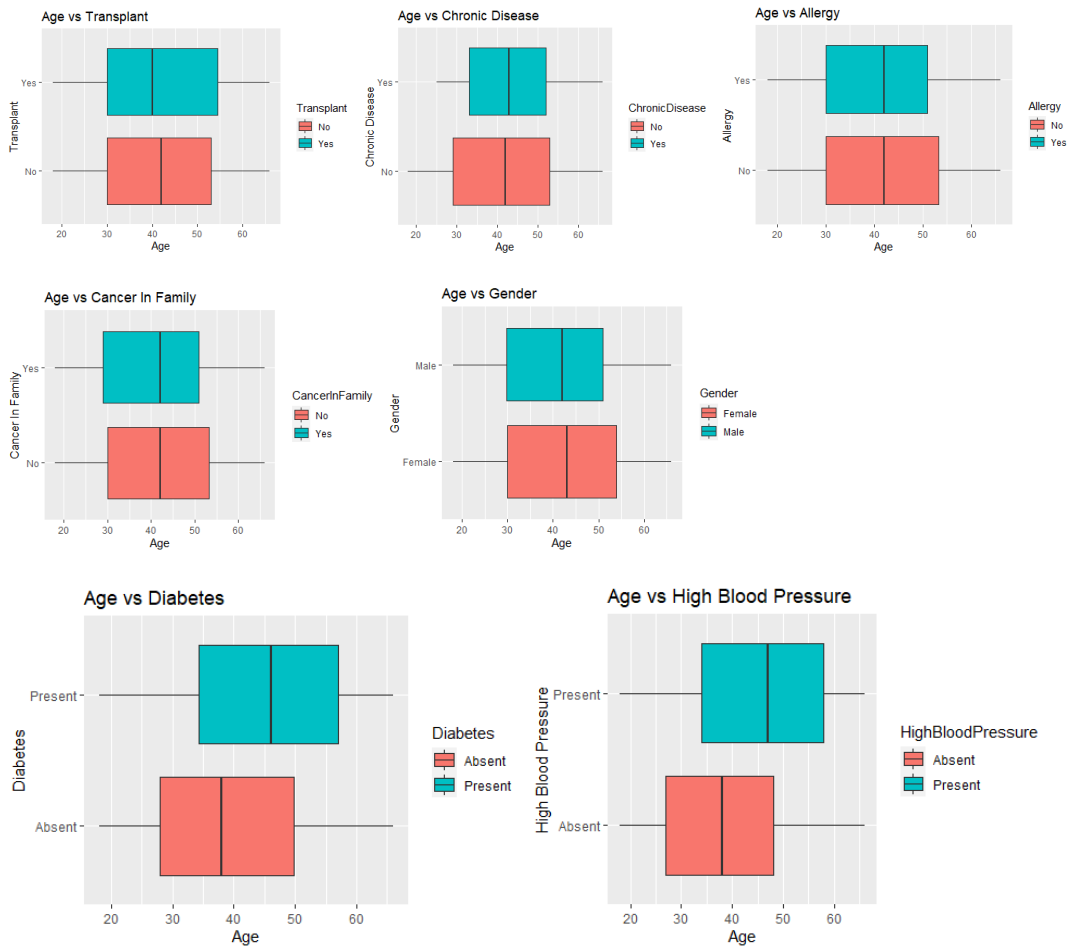 Age vs Transplant
Transplant
Yes
No
20 30 40 50 60
Age
Transplant
No
Yes
Age vs Chronic Disease
Chronic Disease
Yes
No
20 30 40 50 60
Age
ChronicDisease
No
Yes
Age vs Allergy
Allergy
Yes
No
20 30 40 50 60
Age
Allergy
No
Yes
Age vs Cancer In Family
Cancer In Family
Yes
No
20 30 40 50 60
Age
CancerInFamily
No
Yes
Age vs Gender
Gender
Male
Female
20 30 40 50 60
Age
Gender
Female
Male
Age vs Diabetes
Diabetes
Present
Absent
20 30 40 50 60
Age
Diabetes
Absent
Present
Age vs High Blood Pressure
High Blood Pressure
Present
Absent
20 30 40 50 60
Age
HighBloodPressure
Absent
Present